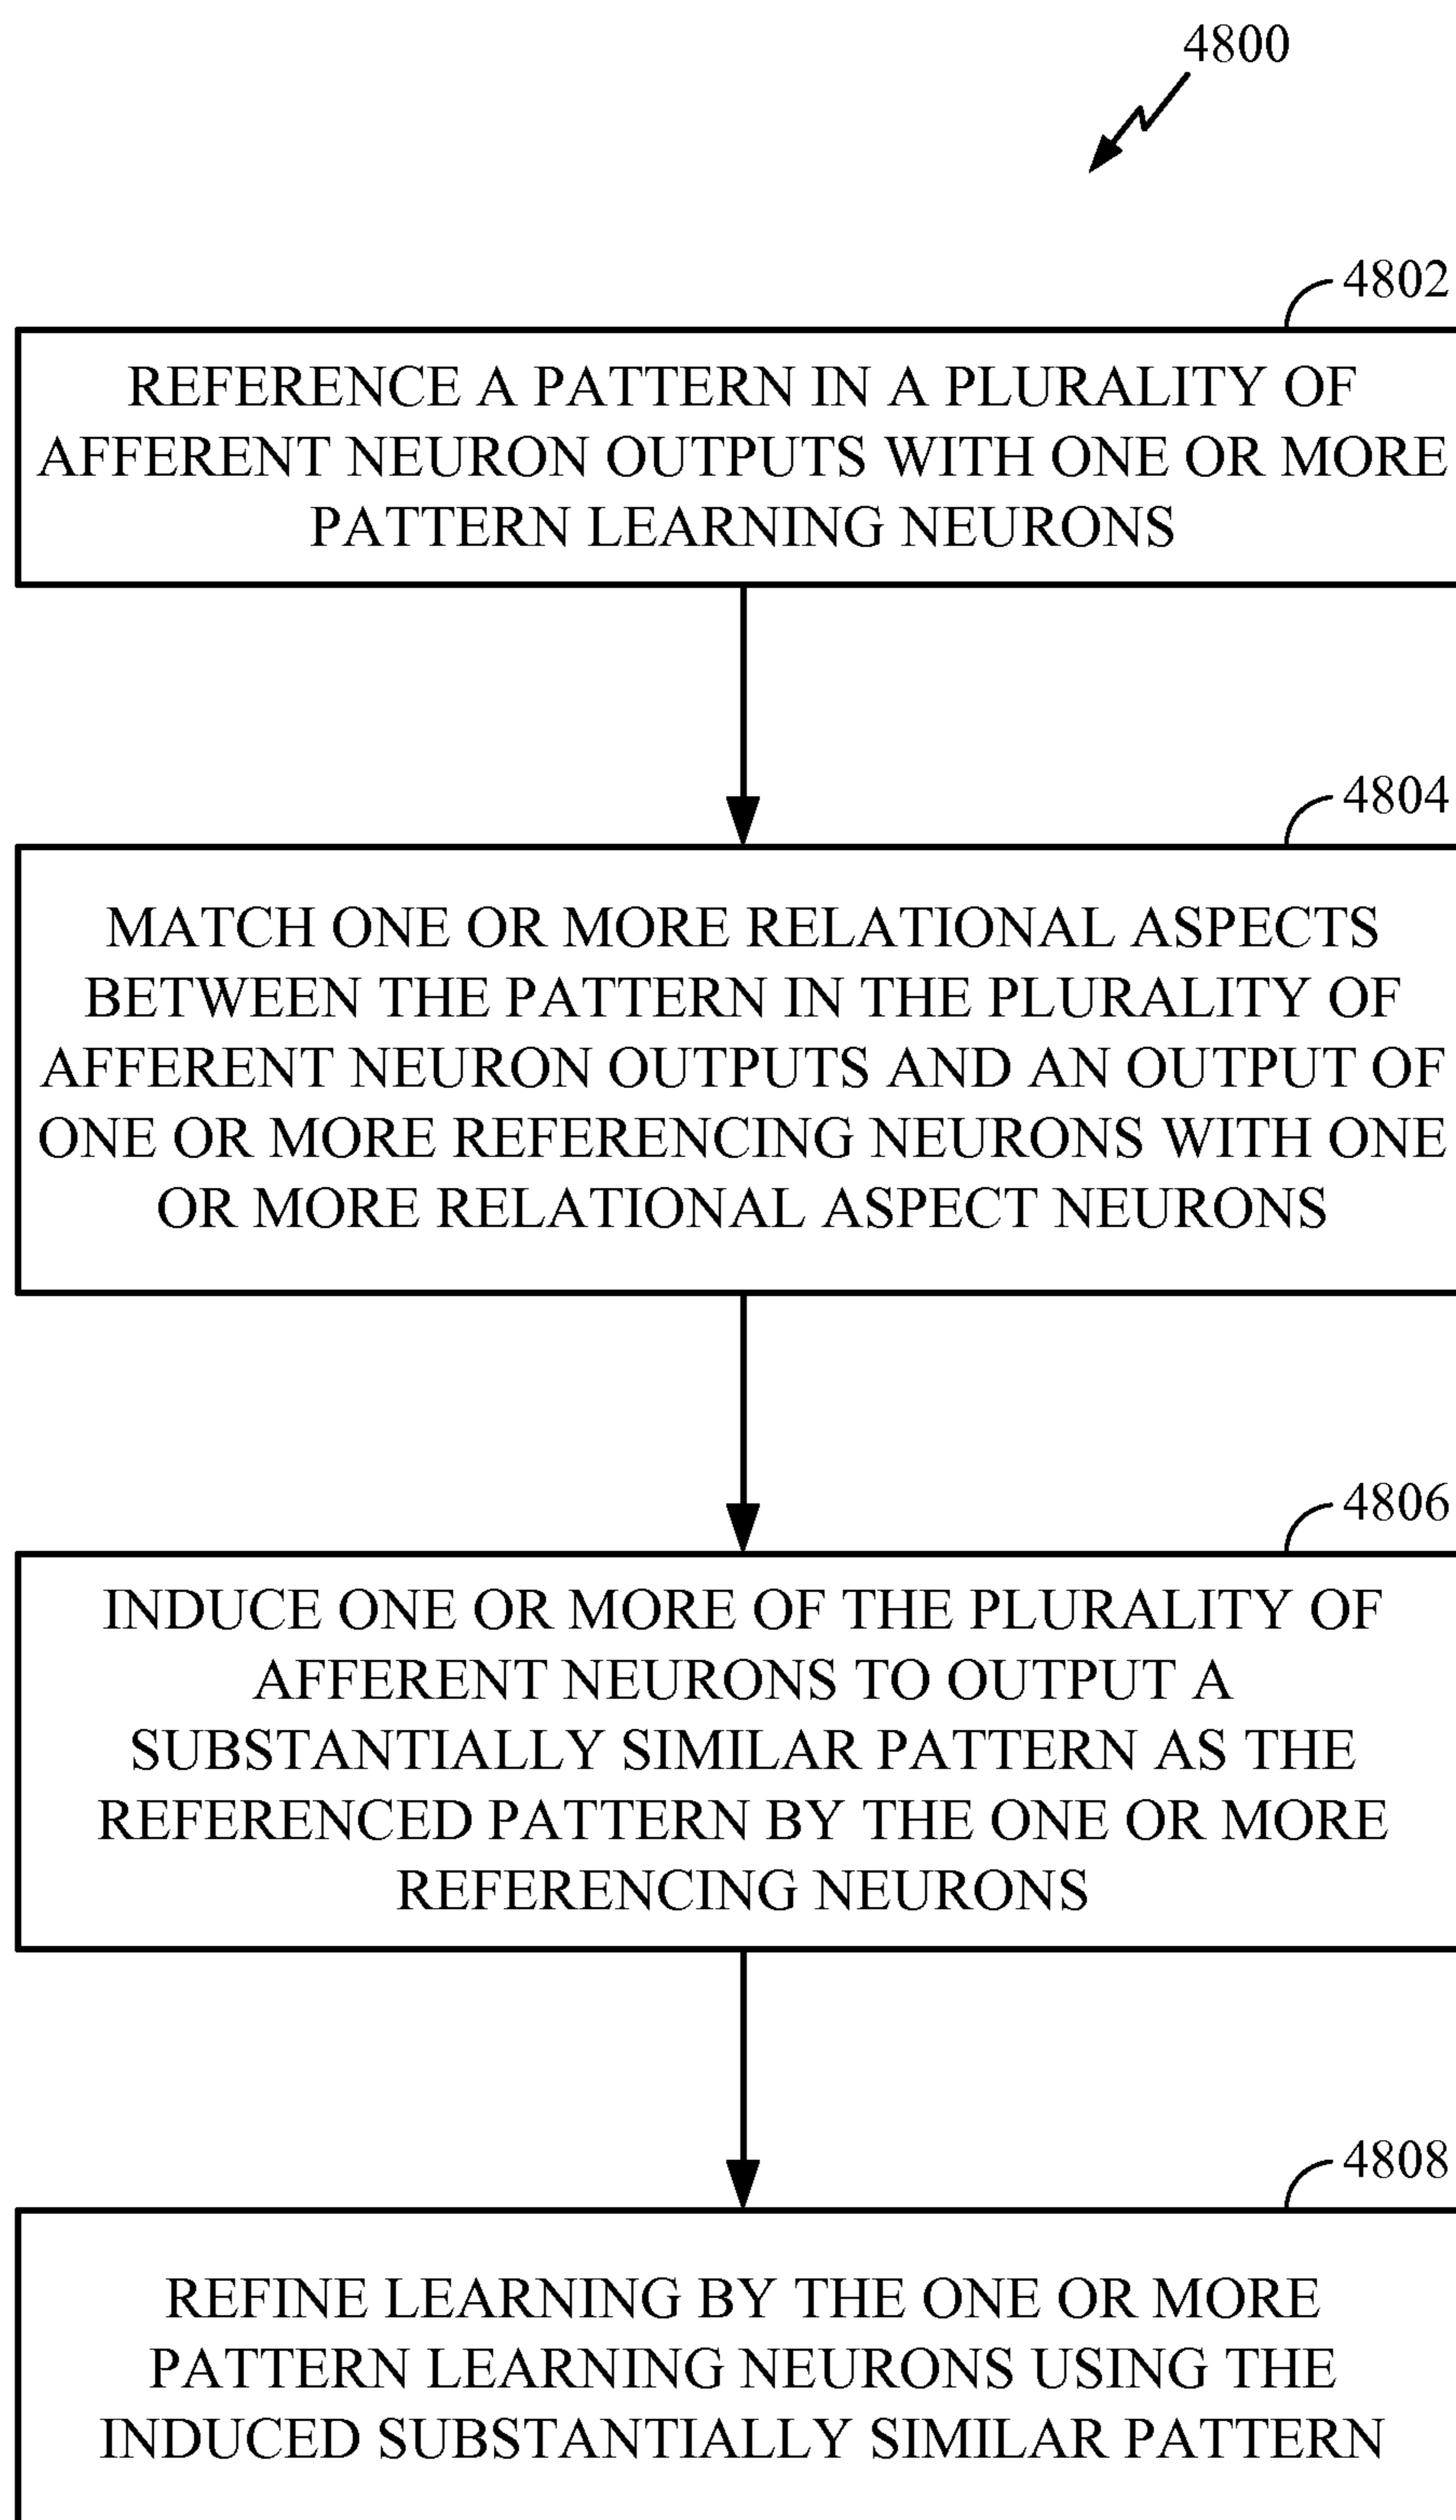 4800
4802
REFERENCE A PATTERN IN A PLURALITY OF
AFFERENT NEURON OUTPUTS WITH ONE OR MORE
PATTERN LEARNING NEURONS
4804
MATCH ONE OR MORE RELATIONAL ASPECTS
BETWEEN THE PATTERN IN THE PLURALITY OF
AFFERENT NEURON OUTPUTS AND AN OUTPUT OF
ONE OR MORE REFERENCING NEURONS WITH ONE
OR MORE RELATIONAL ASPECT NEURONS
4806
INDUCE ONE OR MORE OF THE PLURALITY OF
AFFERENT NEURONS TO OUTPUT A
SUBSTANTIALLY SIMILAR PATTERN AS THE
REFERENCED PATTERN BY THE ONE OR MORE
REFERENCING NEURONS
4808
REFINE LEARNING BY THE ONE OR MORE
PATTERN LEARNING NEURONS USING THE
INDUCED SUBSTANTIALLY SIMILAR PATTERN